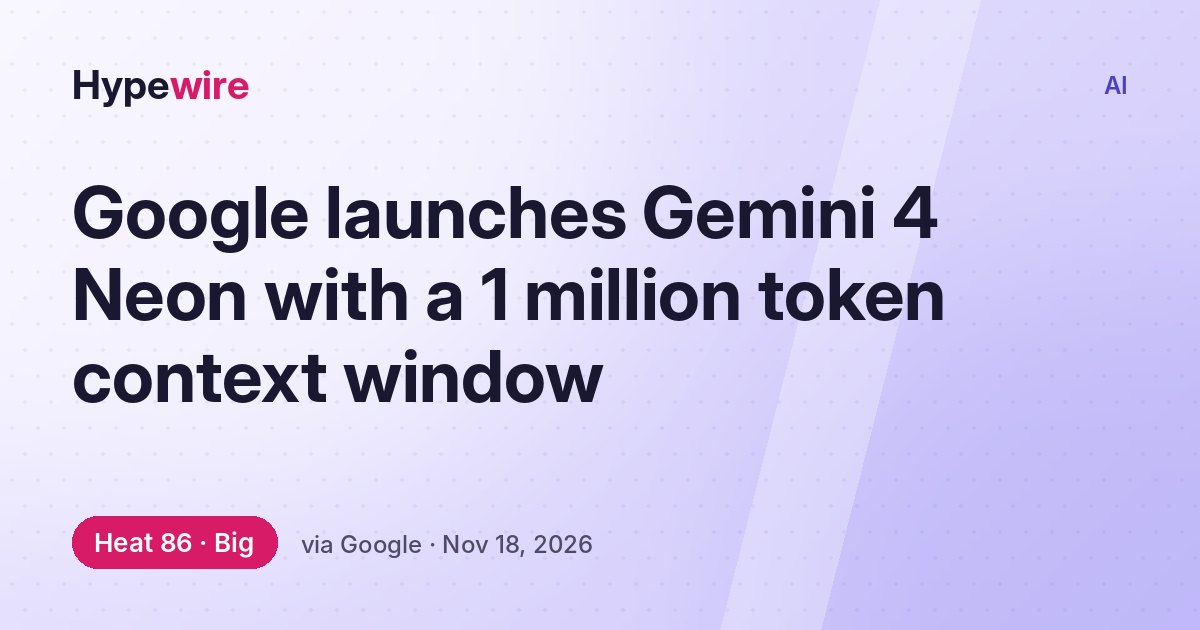 Hypewire
AI
Google launches Gemini 4
Neon with a 1 million token
context window
Heat 86 · Big
via Google · Nov 18, 2026